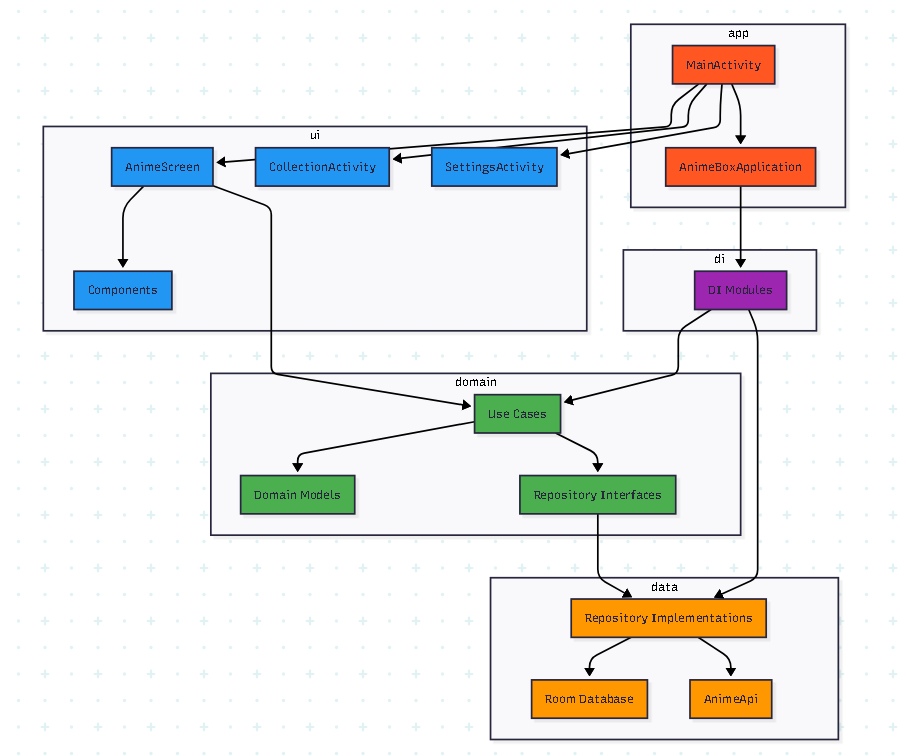 app
MainActivity
ui
AnimeScreen
CollectionActivity
SettingsActivity
AnimeBoxApplication
di
Components
DI Modules
domain
Use Cases
Domain Models
Repository Interfaces
data
Repository Implementations
Room Database
AnimeApi